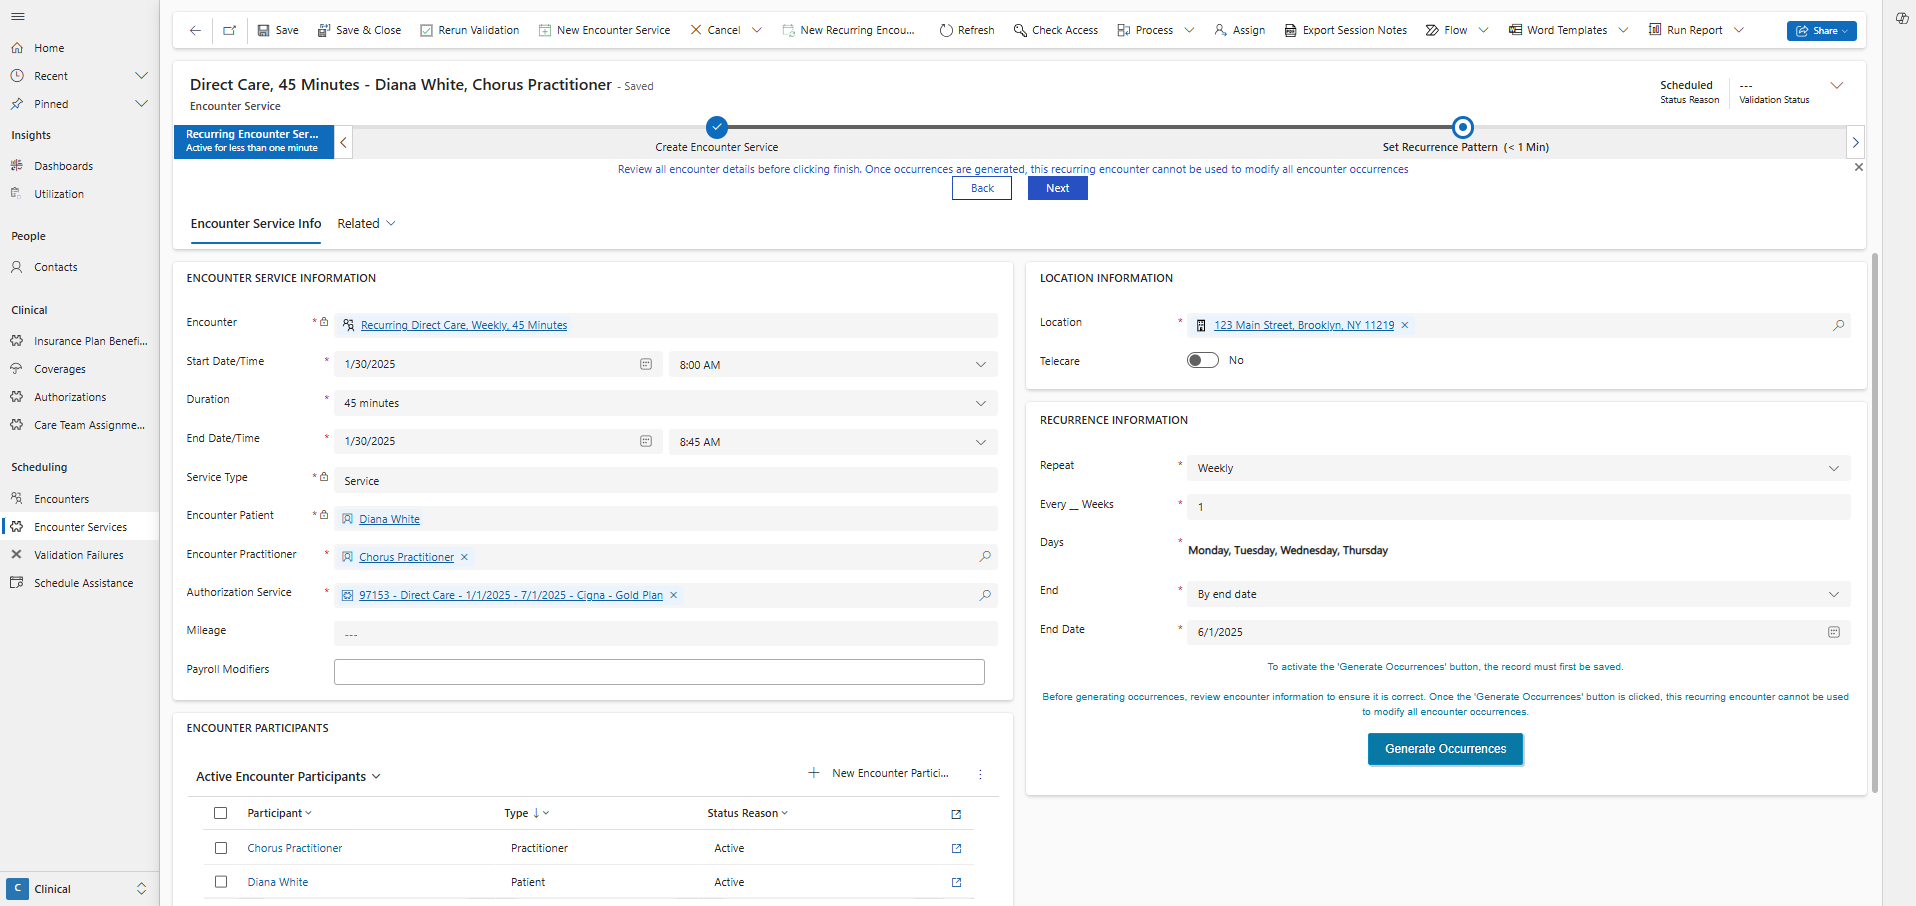 Home
Recent
Pinned
Insights
Dashboards
Utilization
People
Contacts
Clinical
Insurance Plan Benefi...
Coverages
Authorizations
Care Team Assignme...
Scheduling
Encounters
Encounter Services
Validation Failures
Schedule Assistance
C Clinical
Save Save & Close Rerun Validation New Encounter Service Cancel New Recurring Encou... Refresh Check Access Process Assign Export Session Notes Flow Word Templates Run Report Share
Direct Care, 45 Minutes - Diana White, Chorus Practitioner - Saved
Encounter Service
Scheduled
Status Reason
---
Validation Status
Recurring Encounter Ser...
Active for less than one minute
Create Encounter Service
Set Recurrence Pattern (< 1 Min)
Review all encounter details before clicking finish. Once occurrences are generated, this recurring encounter cannot be used to modify all encounter occurrences
Back Next
Encounter Service Info Related
ENCOUNTER SERVICE INFORMATION
Encounter * Recurring Direct Care, Weekly, 45 Minutes
Start Date/Time * 1/30/2025 8:00 AM
Duration * 45 minutes
End Date/Time * 1/30/2025 8:45 AM
Service Type * Service
Encounter Patient * Diana White
Encounter Practitioner * Chorus Practitioner
Authorization Service * 97153 - Direct Care - 1/1/2025 - 7/1/2025 - Cigna - Gold Plan
Mileage ---
Payroll Modifiers
ENCOUNTER PARTICIPANTS
Active Encounter Participants New Encounter Partici...
Participant Type Status Reason
Chorus Practitioner Practitioner Active
Diana White Patient Active
LOCATION INFORMATION
Location * 123 Main Street, Brooklyn, NY 11219
Telecare No
RECURRENCE INFORMATION
Repeat * Weekly
Every __ Weeks * 1
Days * Monday, Tuesday, Wednesday, Thursday
End * By end date
End Date * 6/1/2025
To activate the 'Generate Occurrences' button, the record must first be saved.
Before generating occurrences, review encounter information to ensure it is correct. Once the 'Generate Occurrences' button is clicked, this recurring encounter cannot be used
to modify all encounter occurrences.
Generate Occurrences